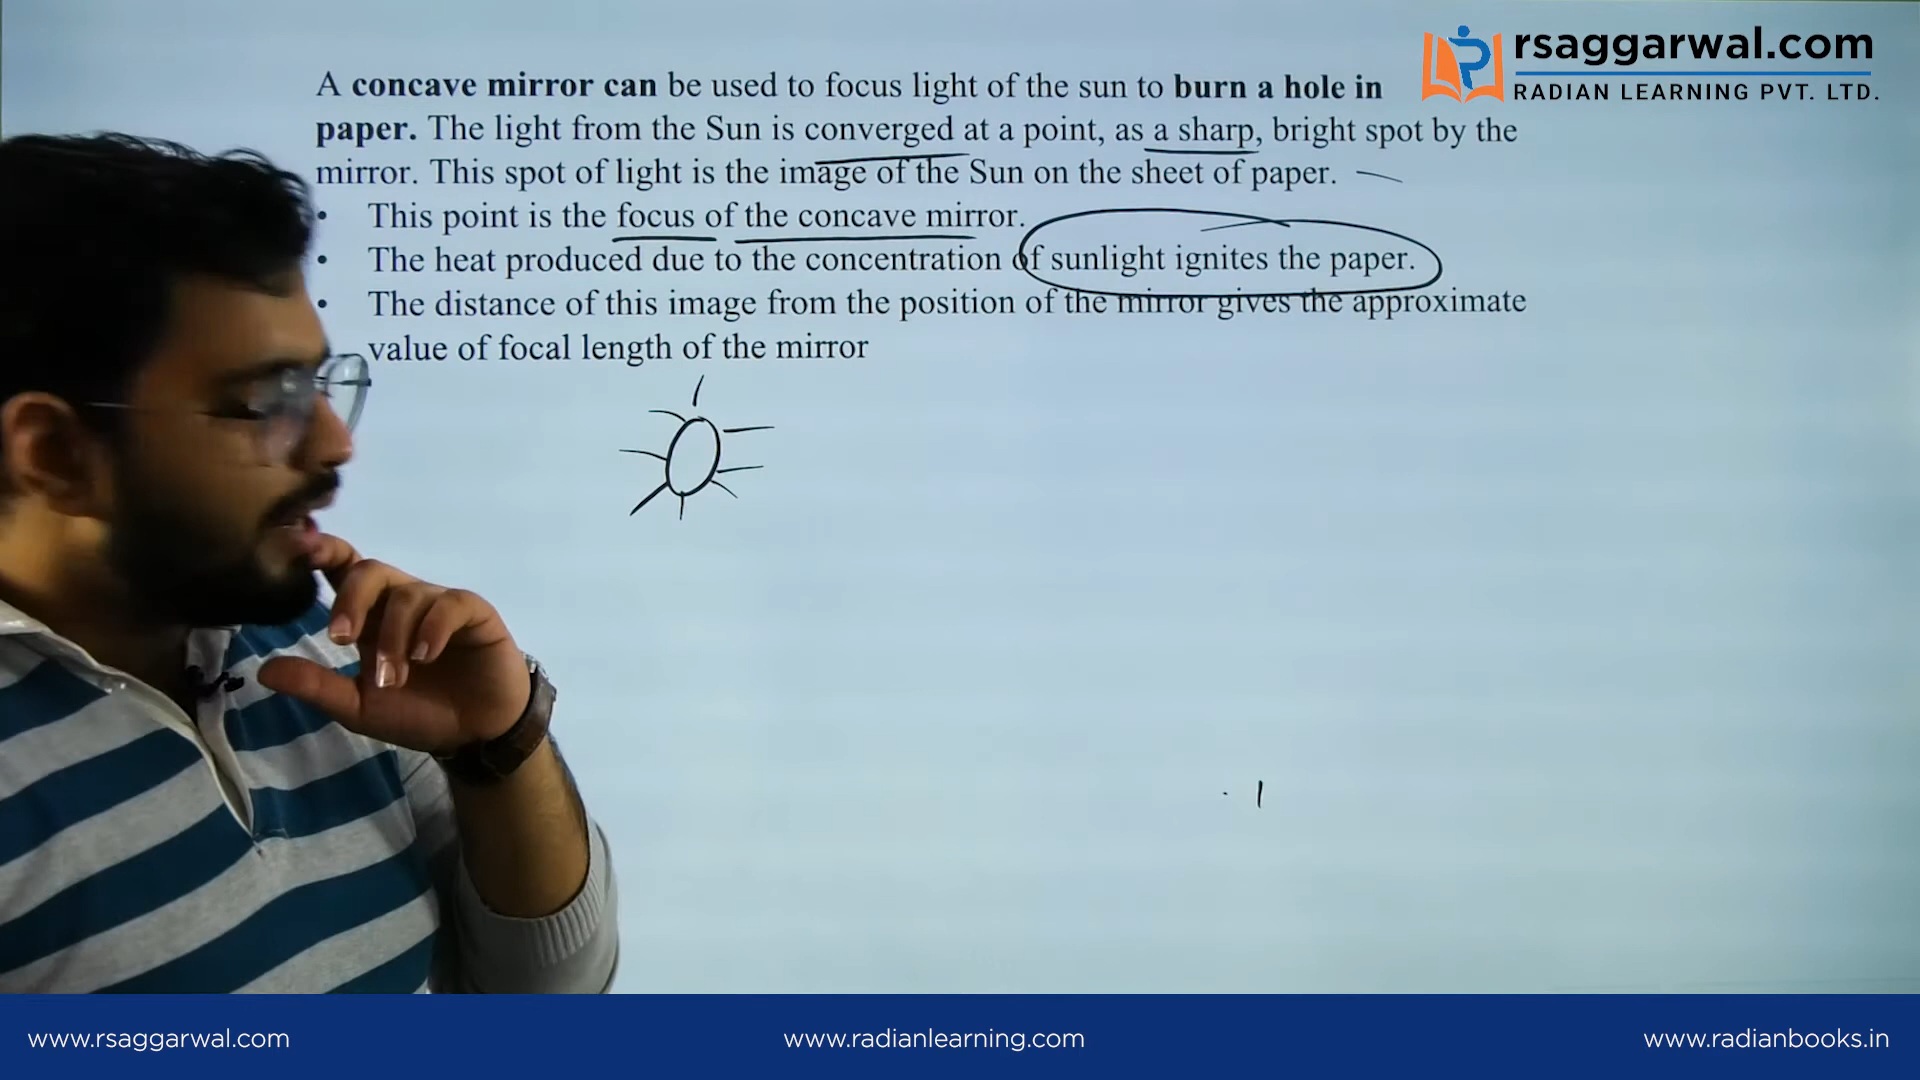 rsaggarwal.com
RADIAN LEARNING PVT. LTD.
A concave mirror can be used to focus light of the sun to burn a hole in
paper. The light from the Sun is converged at a point, as a sharp, bright spot by the
mirror. This spot of light is the image of the Sun on the sheet of paper.
• This point is the focus of the concave mirror.
• The heat produced due to the concentration of sunlight ignites the paper.
• The distance of this image from the position of the mirror gives the approximate
value of focal length of the mirror
www.rsaggarwal.com
www.radianlearning.com
www.radianbooks.in